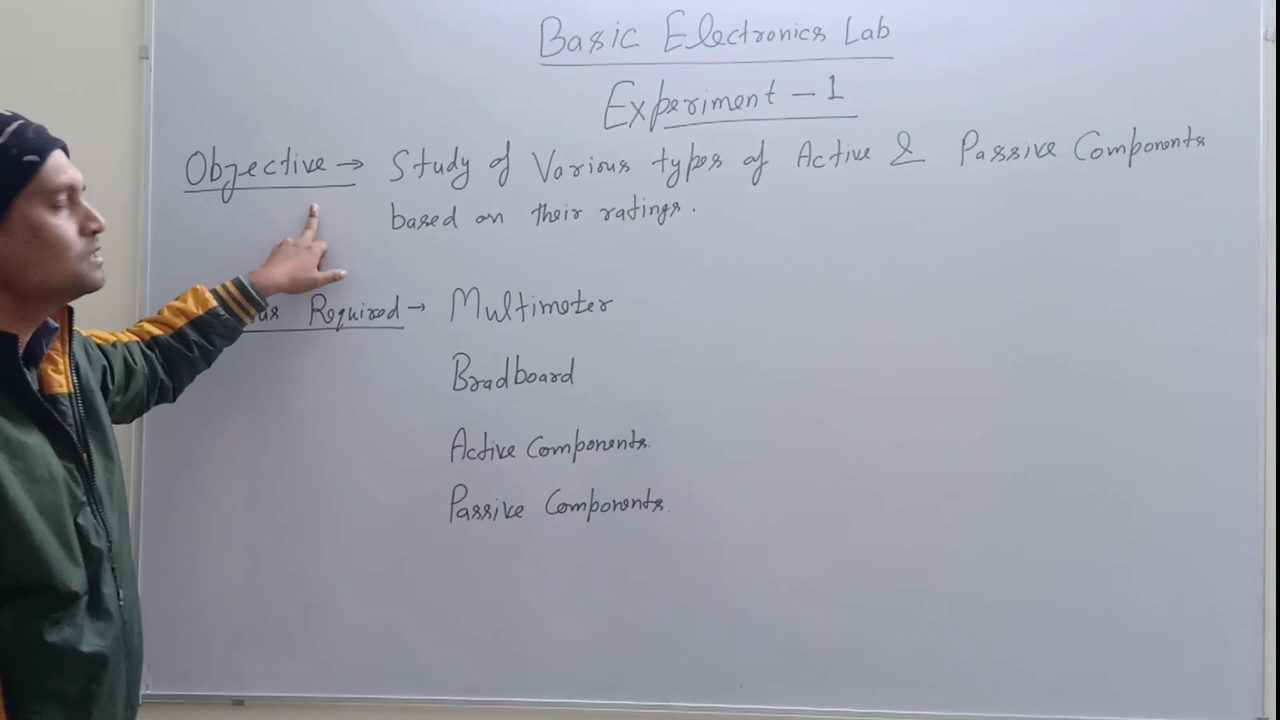 Basic Electronics Lab
Experiment - 1
Objective → Study of Various types of Active & Passive Components
based on their ratings.
Required → Multimeter
Bradboard
Active Components
Passive Components